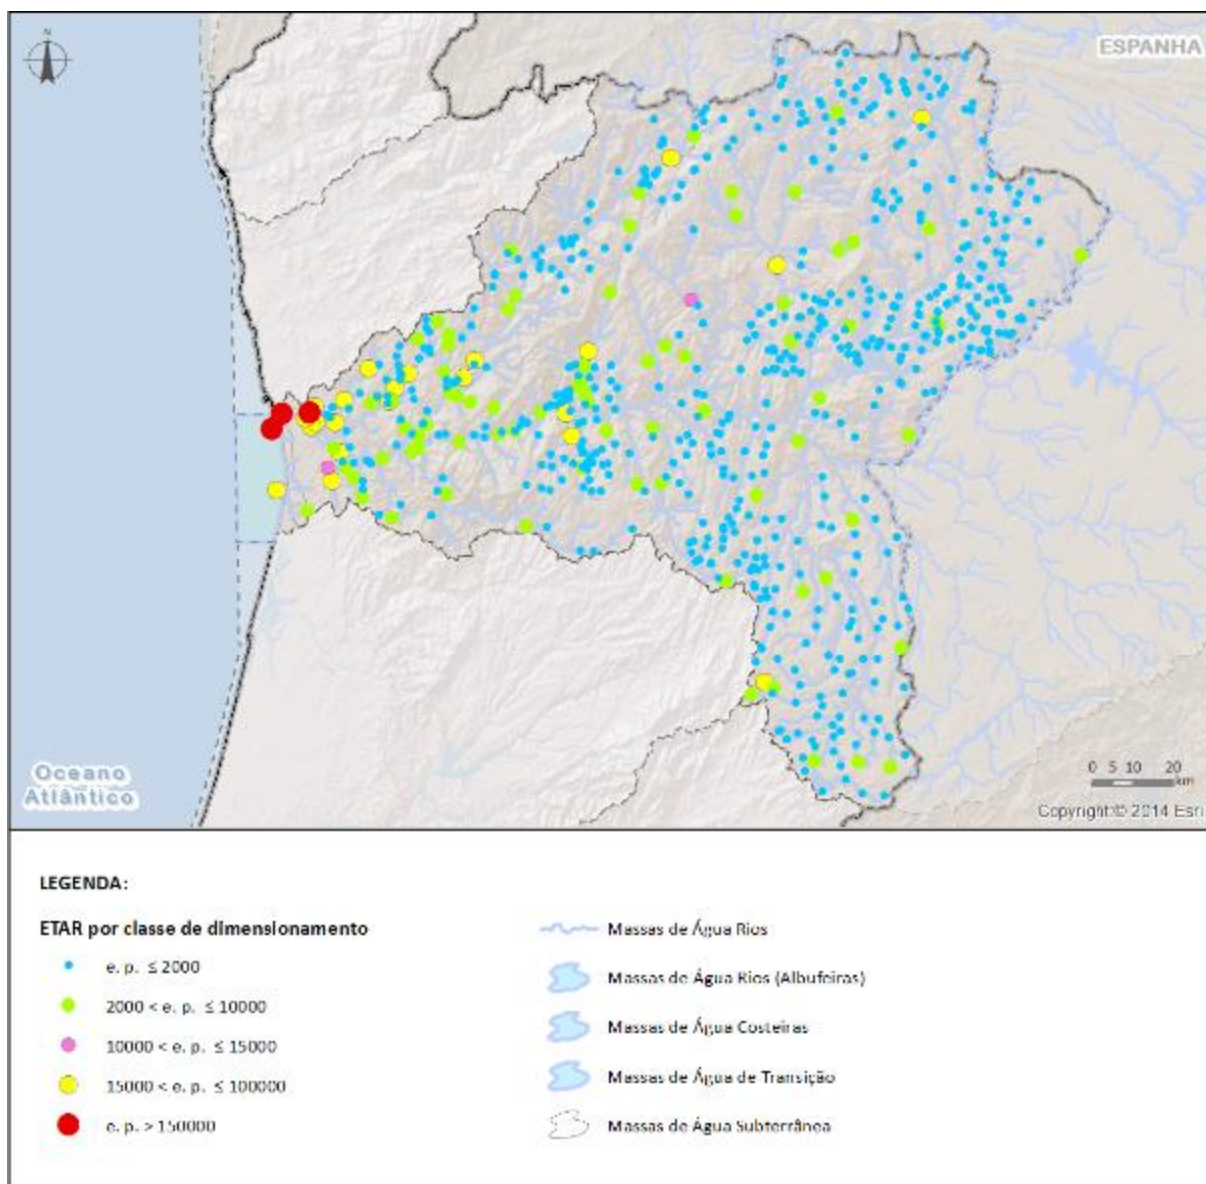 N
ESPANHA
Oceano
Atlântico
0 5 10 20
km
Copyright:© 2014 Esri
LEGENDA:
ETAR por classe de dimensionamento
e. p. ≤ 2000
2000 < e. p. ≤ 10000
10000 < e. p. ≤ 15000
15000 < e. p. ≤ 100000
e. p. > 150000
Massas de Água Rios
Massas de Água Rios (Albufeiras)
Massas de Água Costeiras
Massas de Água de Transição
Massas de Água Subterrânea